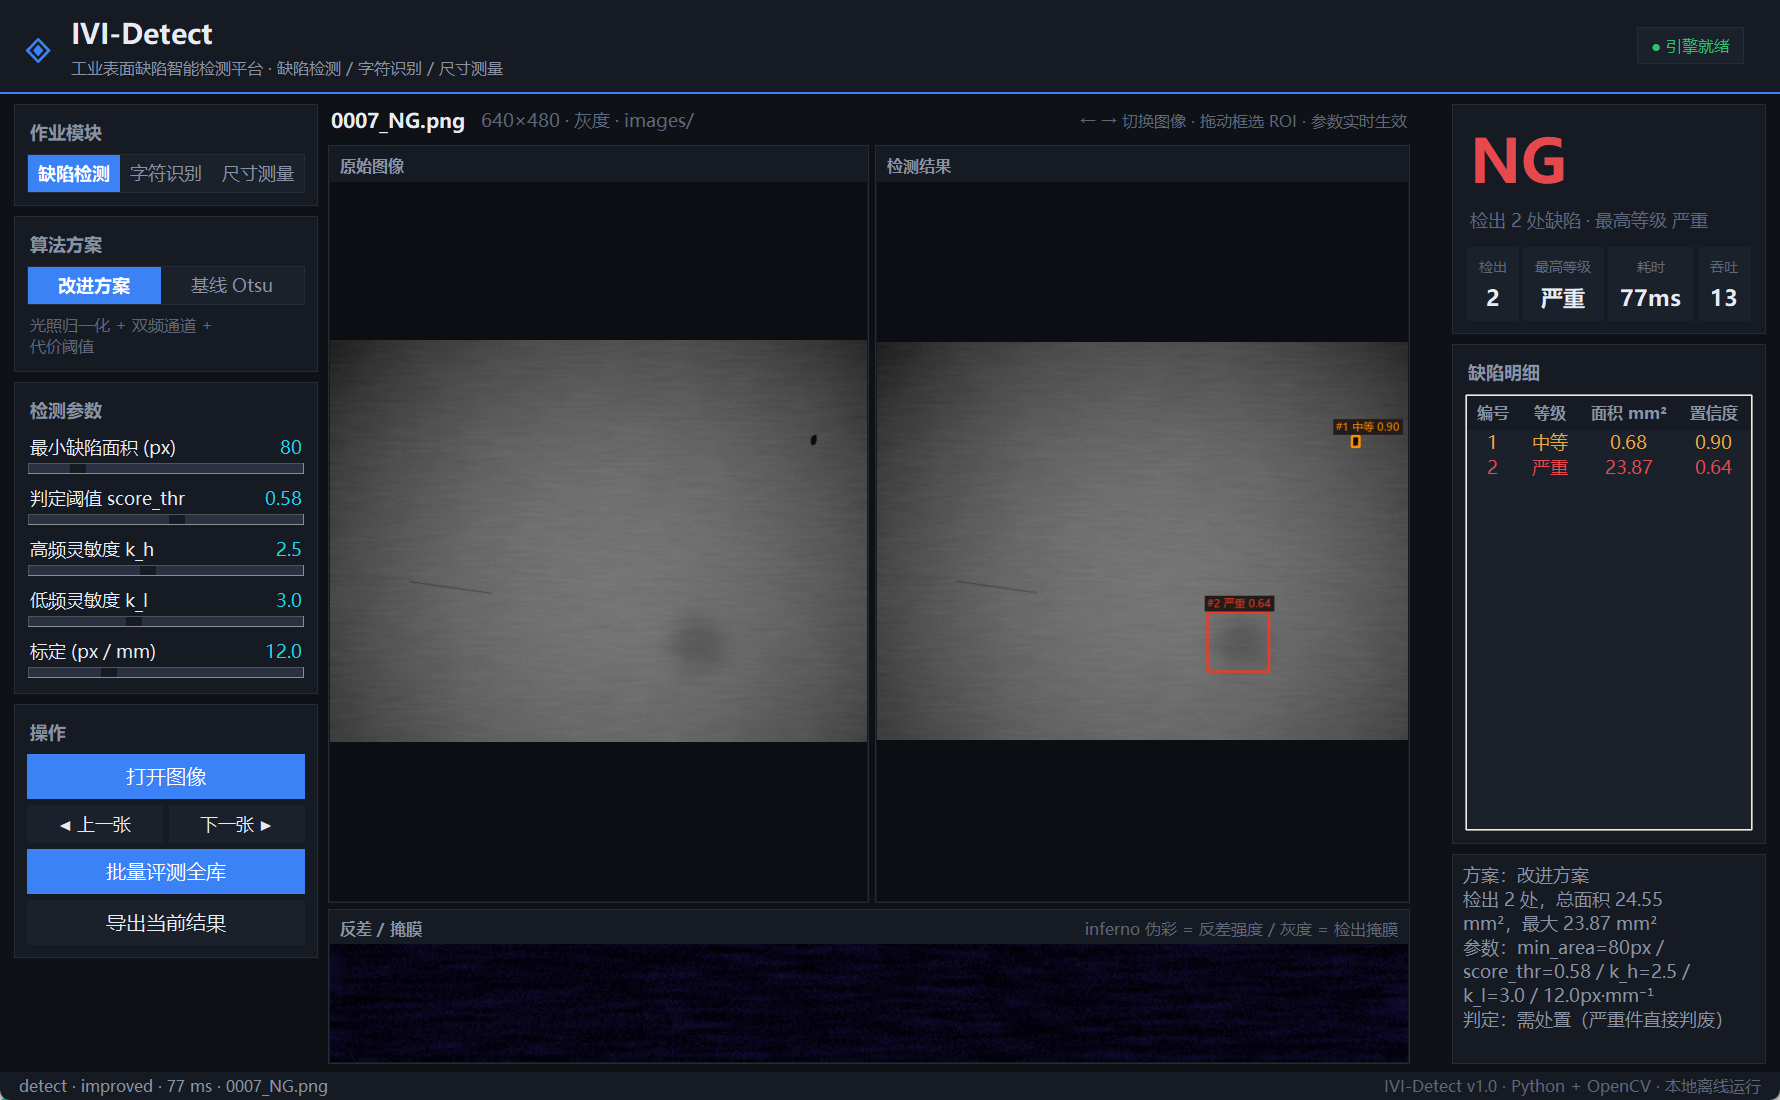 IVI-Detect
工业表面缺陷智能检测平台 · 缺陷检测 / 字符识别 / 尺寸测量
● 引擎就绪
作业模块
缺陷检测 字符识别 尺寸测量
算法方案
改进方案 基线 Otsu
光照归一化 + 双频通道 +
代价阈值
检测参数
最小缺陷面积 (px) 80
判定阈值 score_thr 0.58
高频灵敏度 k_h 2.5
低频灵敏度 k_l 3.0
标定 (px / mm) 12.0
操作
打开图像
◄ 上一张 下一张 ►
批量评测全库
导出当前结果
0007_NG.png 640×480 · 灰度 · images/
←→ 切换图像 · 拖动框选 ROI · 参数实时生效
原始图像
检测结果
#1 中等 0.90
#2 严重 0.64
反差 / 掩膜
inferno 伪彩 = 反差强度 / 灰度 = 检出掩膜
NG
检出 2 处缺陷 · 最高等级 严重
检出 最高等级 耗时 吞吐
2 严重 77ms 13
缺陷明细
编号 等级 面积 mm² 置信度
1 中等 0.68 0.90
2 严重 23.87 0.64
方案：改进方案
检出 2 处，总面积 24.55
mm²，最大 23.87 mm²
参数：min_area=80px /
score_thr=0.58 / k_h=2.5 /
k_l=3.0 / 12.0px·mm⁻¹
判定：需处置（严重件直接判废）
detect · improved · 77 ms · 0007_NG.png
IVI-Detect v1.0 · Python + OpenCV · 本地离线运行